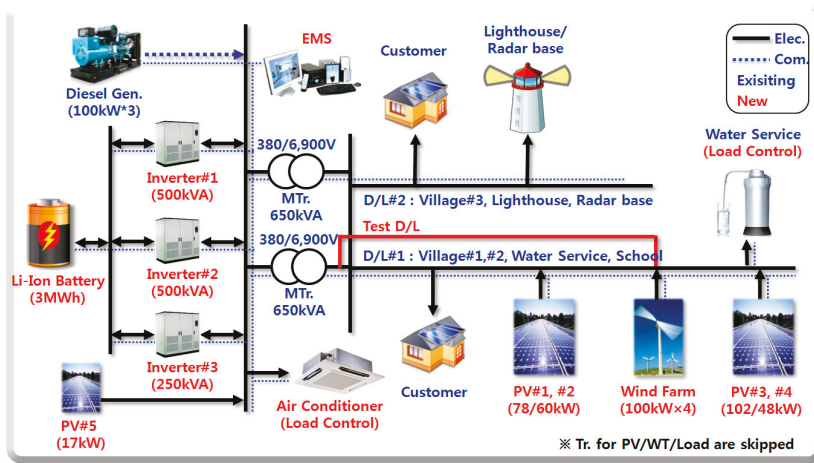 EMS
Customer
Lighthouse/
Radar base
Elec.
Com.
Exisiting
New
Diesel Gen.
(100kW*3)
Water Service
(Load Control)
380/6,900V
Inverter#1
(500kVA)
MTr.
650kVA
D/L#2 : Village#3, Lighthouse, Radar base
Test D/L
380/6,900V
D/L#1 : Village#1,#2, Water Service, School
Li-Ion Battery
(3MWh)
Inverter#2
(500kVA)
MTr.
650kVA
Inverter#3
(250kVA)
Air Conditioner
(Load Control)
Customer
PV#1, #2
(78/60kW)
Wind Farm
(100kW×4)
PV#3, #4
(102/48kW)
PV#5
(17kW)
※ Tr. for PV/WT/Load are skipped